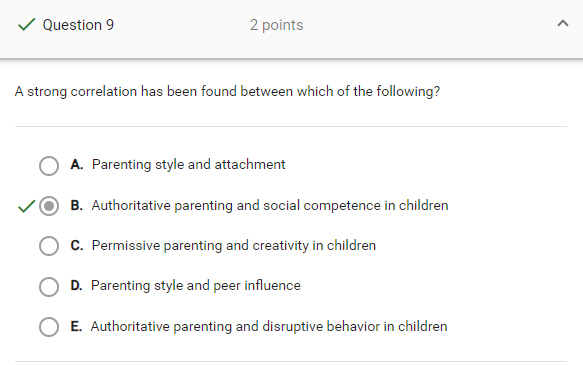 Question 9 2 points
A strong correlation has been found between which of the following?
A. Parenting style and attachment
B. Authoritative parenting and social competence in children
C. Permissive parenting and creativity in children
D. Parenting style and peer influence
E. Authoritative parenting and disruptive behavior in children